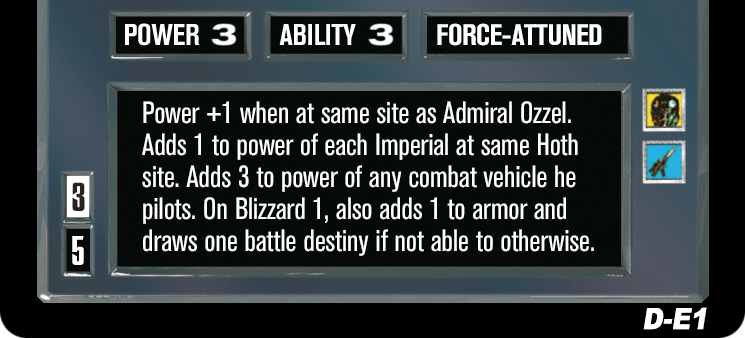 POWER 3 ABILITY 3 FORCE-ATTUNED
Power +1 when at same site as Admiral Ozzel.
Adds 1 to power of each Imperial at same Hoth
site. Adds 3 to power of any combat vehicle he
pilots. On Blizzard 1, also adds 1 to armor and
draws one battle destiny if not able to otherwise.
3
5
D-E1